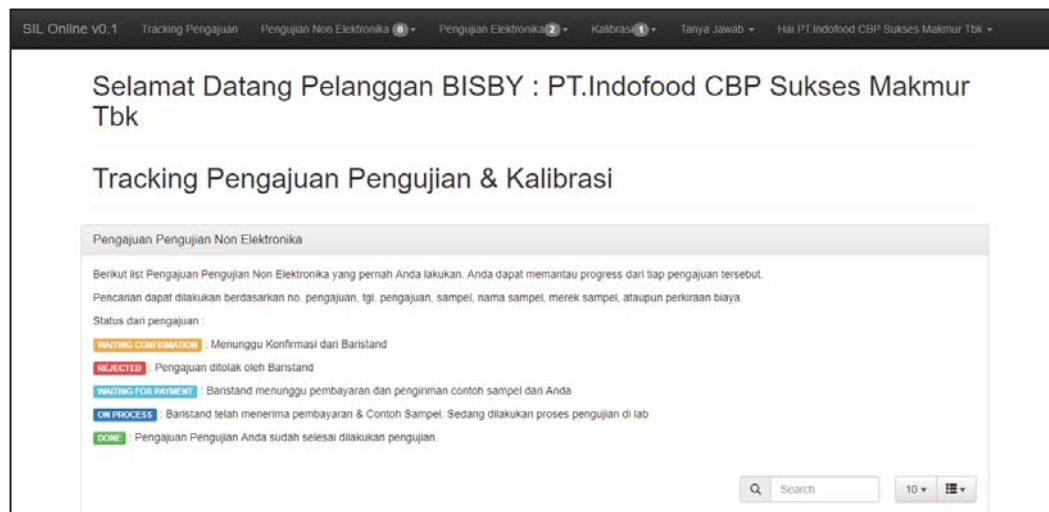 SIL Online v0.1 Tracking Pengajuan Pengujian Non Elektronika 0 Pengujian Elektronika 2 Kalibrasi 1 Tanya Jawab Hai PT.Indofood CBP Sukses Makmur Tbk
Selamat Datang Pelanggan BISBY : PT.Indofood CBP Sukses Makmur
Tbk
Tracking Pengajuan Pengujian & Kalibrasi
Pengajuan Pengujian Non Elektronika
Berikut list Pengajuan Pengujian Non Elektronika yang pernah Anda lakukan. Anda dapat memantau progress dari tiap pengajuan tersebut.
Pencarian dapat dilakukan berdasarkan no. pengajuan, tgl. pengajuan, sampel, nama sampel, merek sampel, ataupun perkiraan biaya.
Status dari pengajuan :
WAITING CONFIRMATION : Menunggu Konfirmasi dari Baristand
REJECTED : Pengajuan ditolak oleh Baristand
WAITING FOR PAYMENT : Baristand menunggu pembayaran dan pengiriman contoh sampel dari Anda
ON PROCESS : Baristand telah menerima pembayaran & Contoh Sampel. Sedang dilakukan proses pengujian di lab
DONE : Pengajuan Pengujian Anda sudah selesai dilakukan pengujian.
Search 10